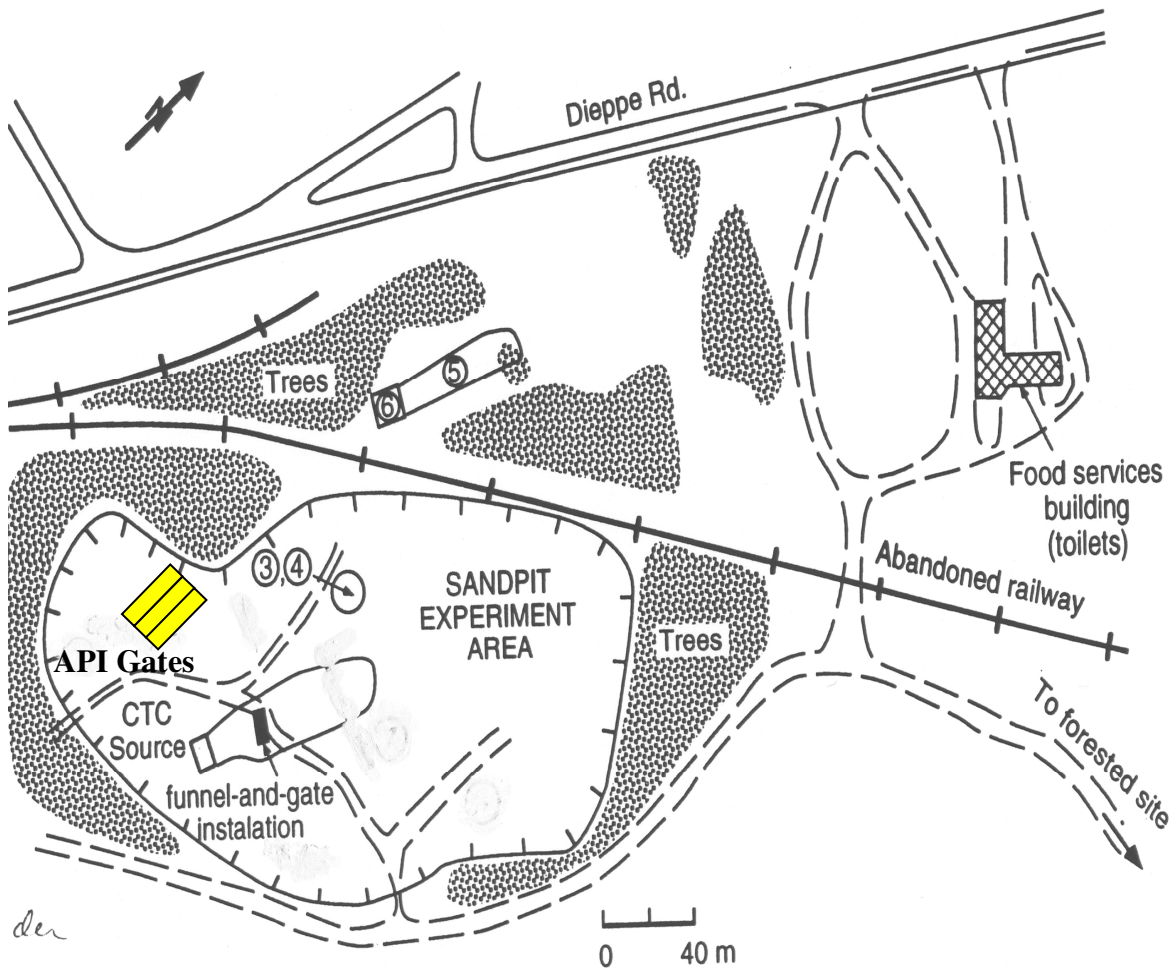 Dieppe Rd.
Trees
5
6
Food services
building
(toilets)
3,4
SANDPIT
EXPERIMENT
AREA
Abandoned railway
API Gates
Trees
CTC
Source
To forested site
funnel-and-gate
instalation
0 40 m
der